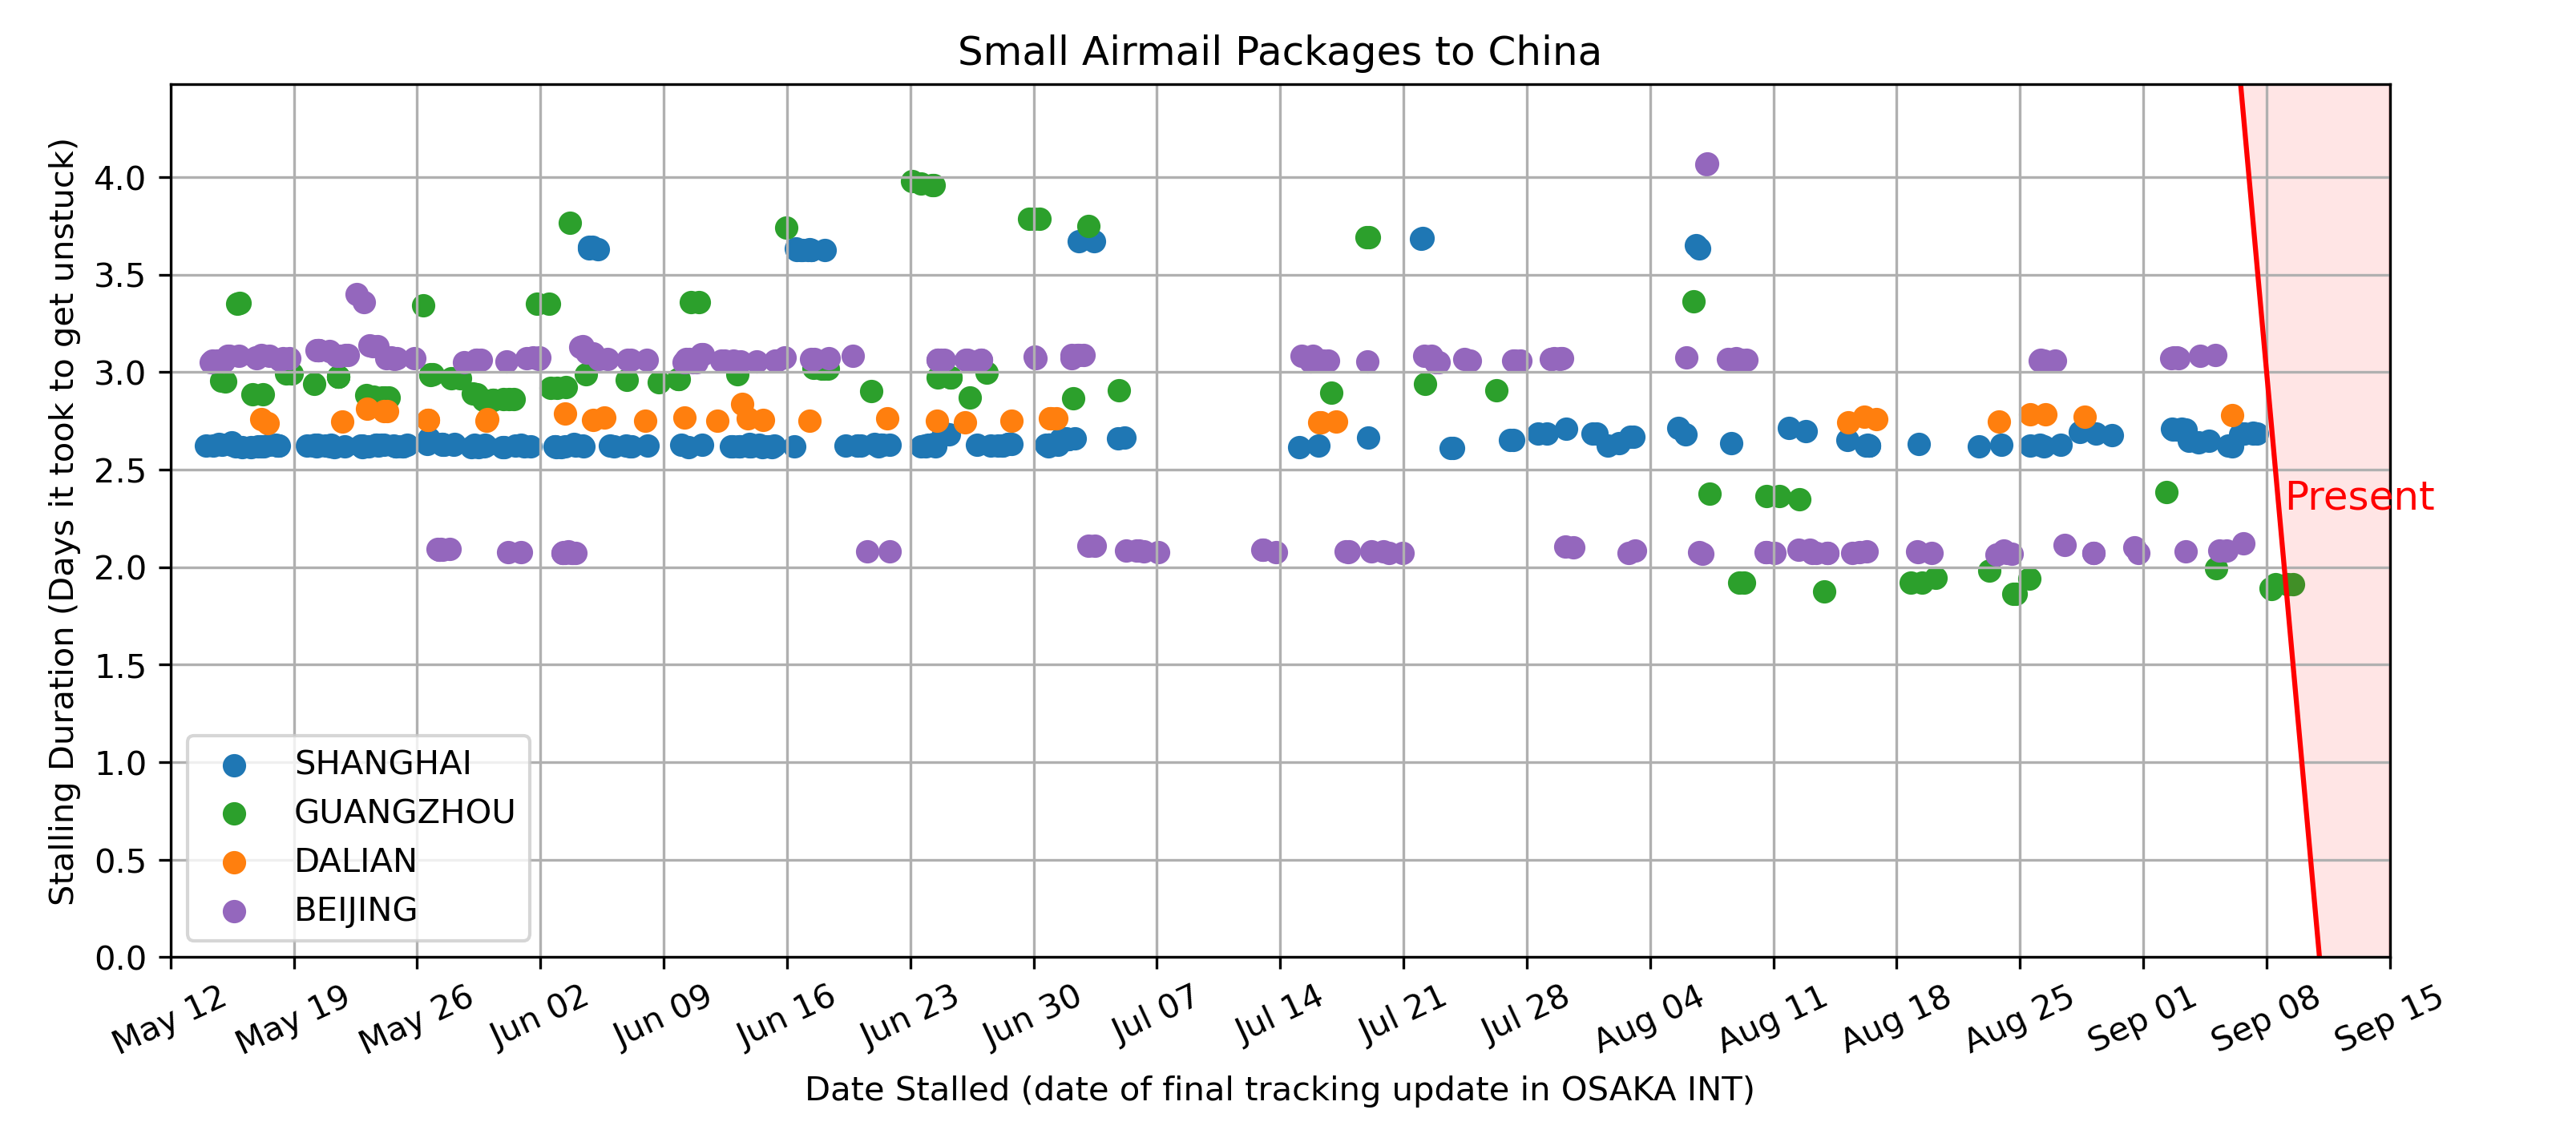 Small Airmail Packages to China
Stalling Duration (Days it took to get unstuck)
4.0
3.5
3.0
2.5
2.0
1.5
1.0
0.5
0.0
Present
SHANGHAI
GUANGZHOU
DALIAN
BEIJING
May 12 May 19 May 26 Jun 02 Jun 09 Jun 16 Jun 23 Jun 30 Jul 07 Jul 14 Jul 21 Jul 28 Aug 04 Aug 11 Aug 18 Aug 25 Sep 01 Sep 08 Sep 15
Date Stalled (date of final tracking update in OSAKA INT)